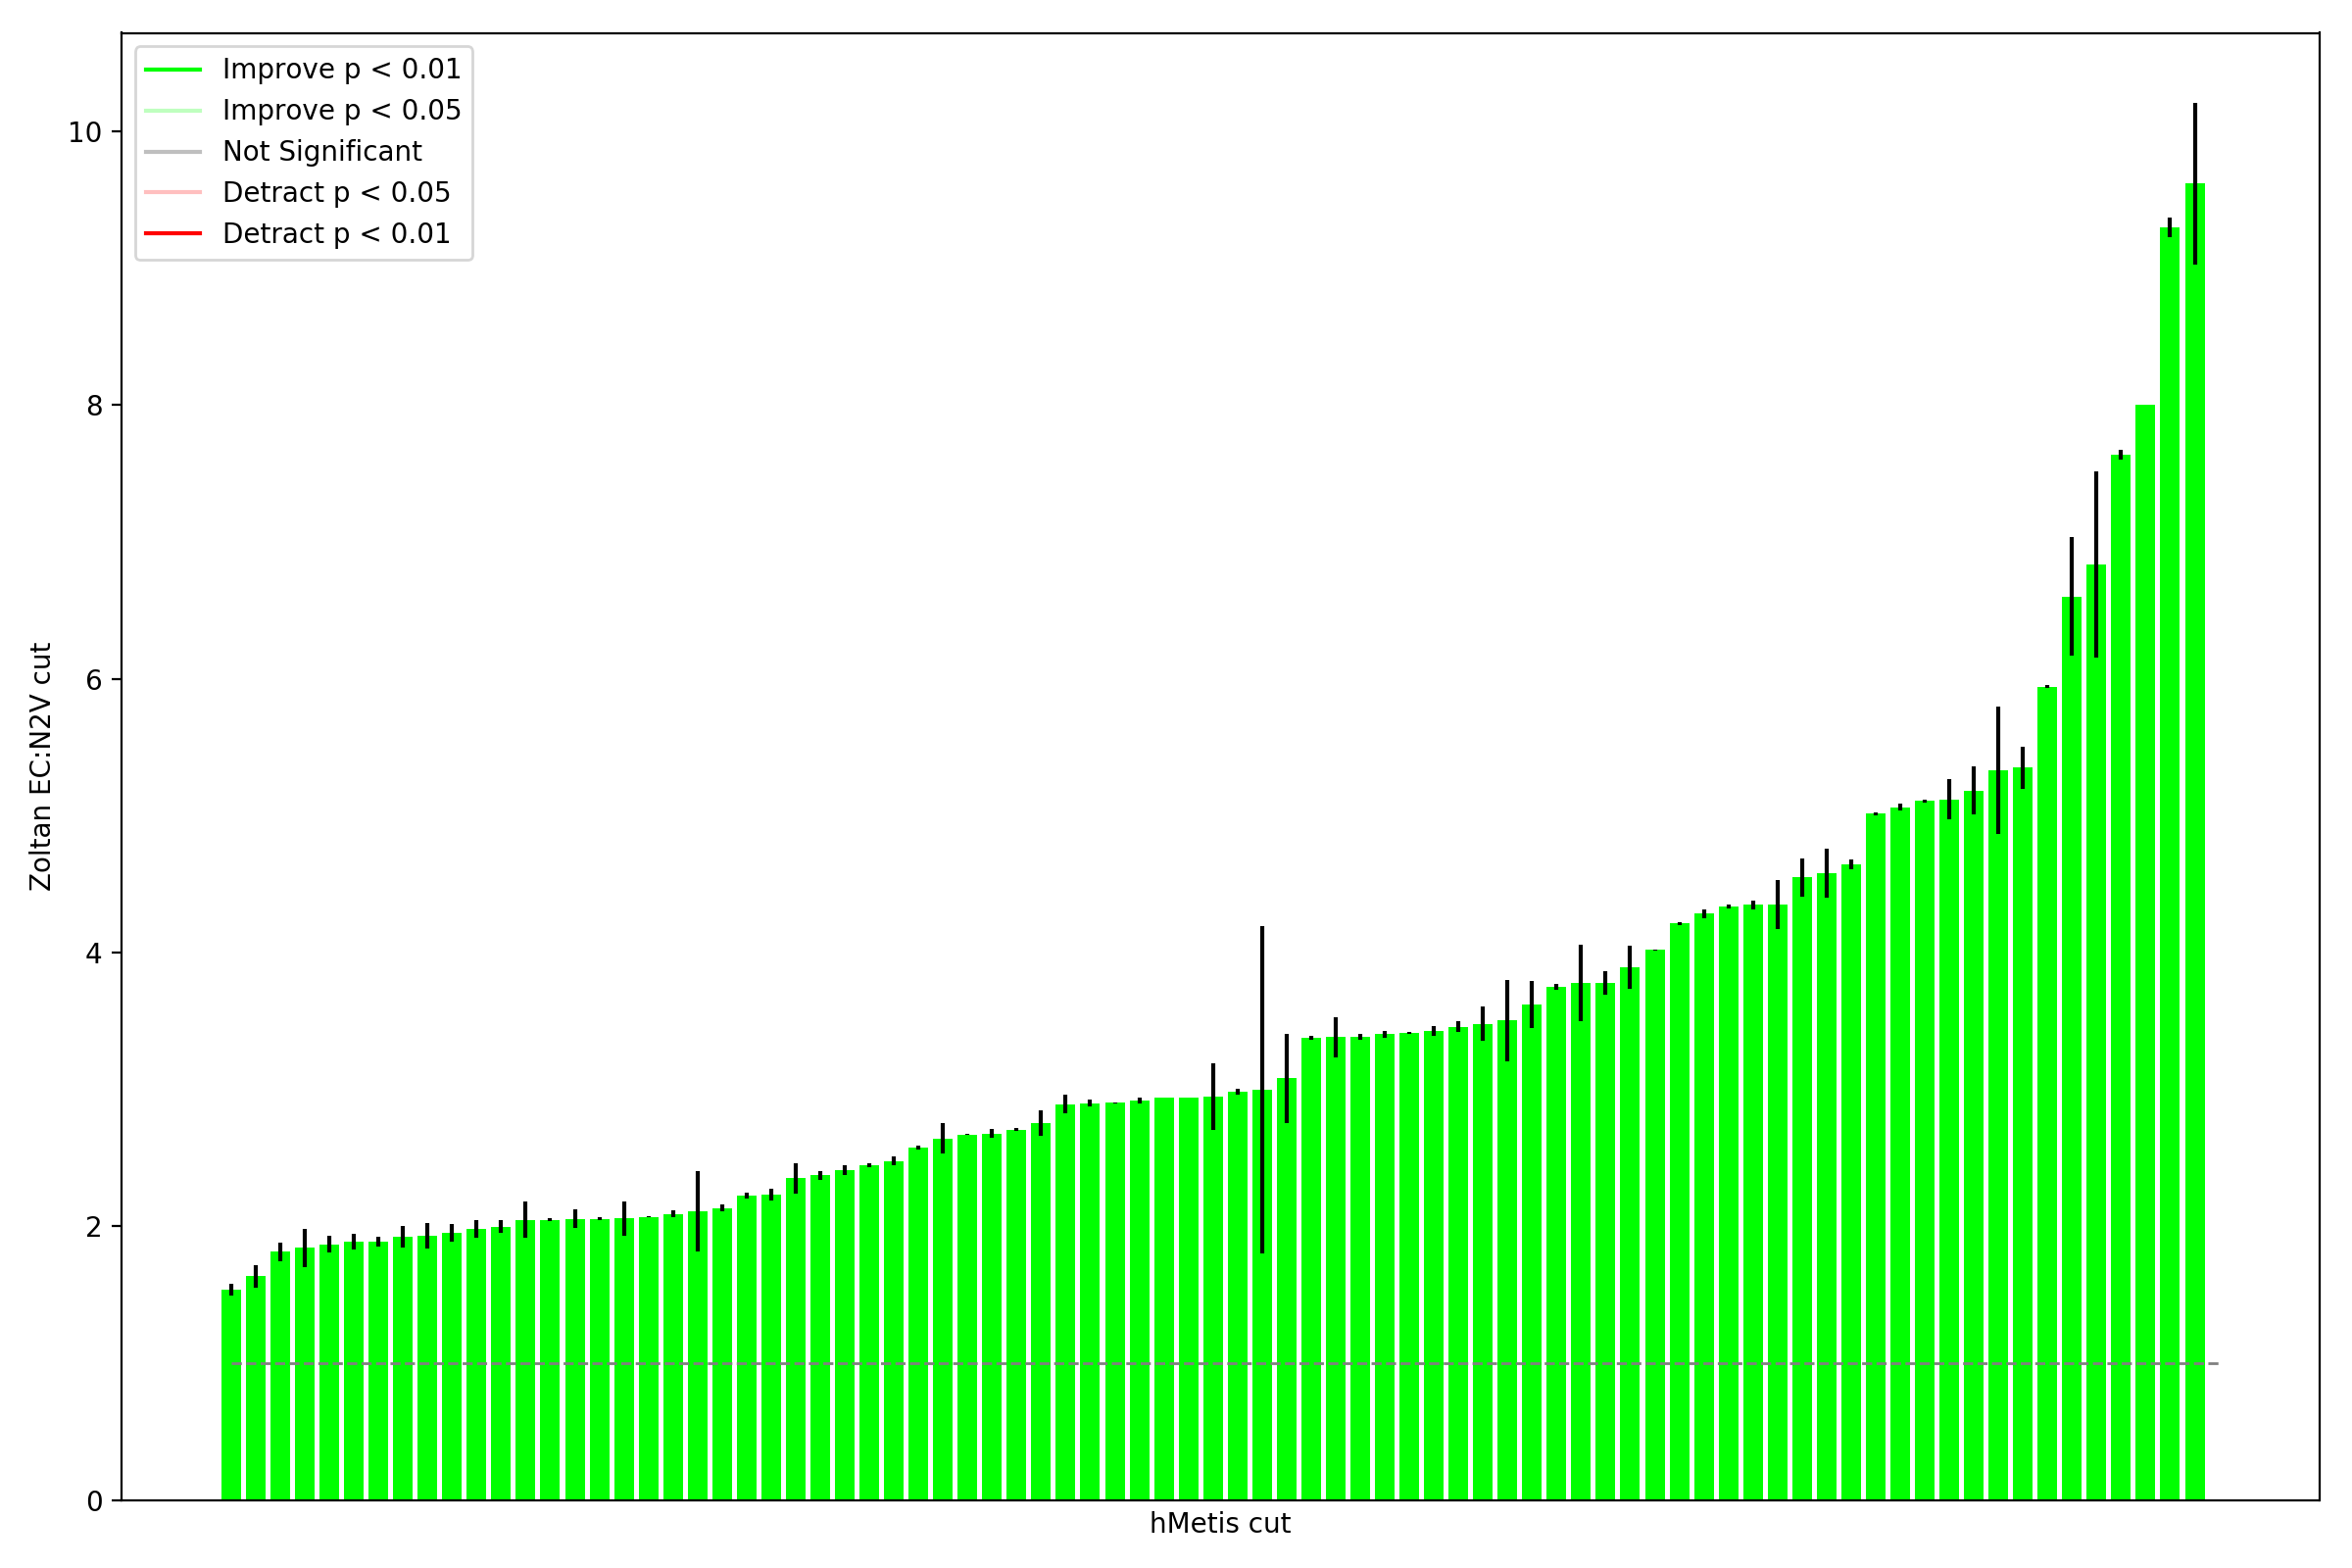 Improve p < 0.01
Improve p < 0.05
Not Significant
Detract p < 0.05
Detract p < 0.01
10
8
6
4
2
0
Zoltan EC:N2V cut
hMetis cut